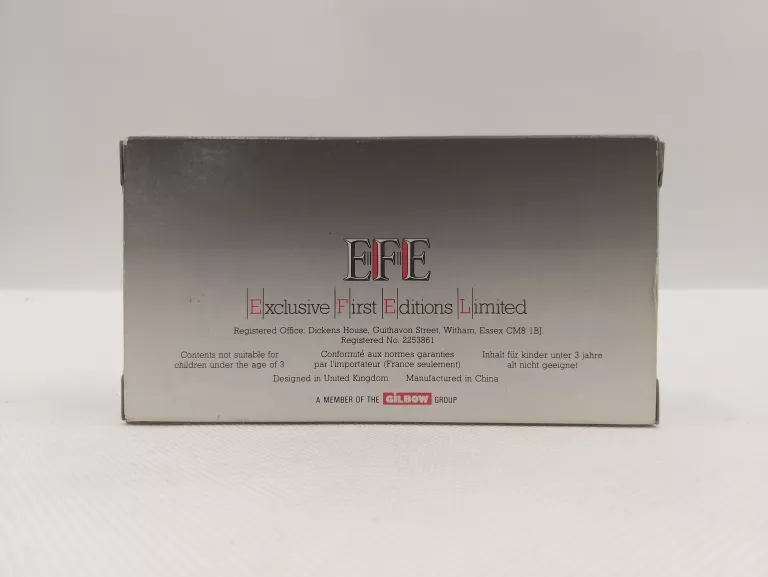 EFE
Exclusive First Editions Limited
Registered Office: Dickens House, Guithavon Street, Witham, Essex CM8 1BJ.
Registered No. 2253861
Contents not suitable for
children under the age of 3
Conformité aux normes garanties
par l'importateur (France seulement)
Inhalt für kinder unter 3 jahre
alt nicht geeignet
Designed in United Kingdom Manufactured in China
A MEMBER OF THE GILBOW GROUP